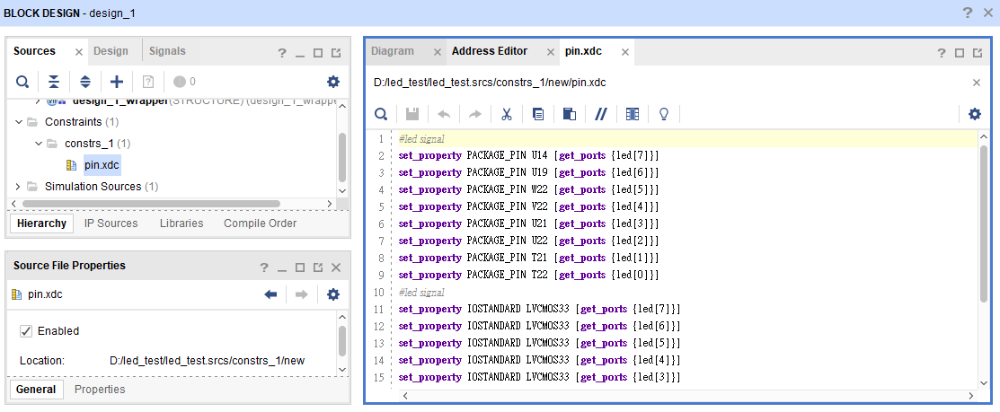 BLOCK DESIGN - design_1
Sources
Design
Signals
0
design_1_wrapper(STRUCTURE) (design_1_wrappe
Constraints (1)
constrs_1 (1)
pin.xdc
Simulation Sources (1)
Hierarchy
IP Sources
Libraries
Compile Order
Source File Properties
pin.xdc
Enabled
Location: D:/led_test/led_test.srcs/constrs_1/new
General
Properties
Diagram
Address Editor
pin.xdc
D:/led_test/led_test.srcs/constrs_1/new/pin.xdc
1 #led signal
2 set_property PACKAGE_PIN U14 [get_ports {led[7]}]
3 set_property PACKAGE_PIN U19 [get_ports {led[6]}]
4 set_property PACKAGE_PIN W22 [get_ports {led[5]}]
5 set_property PACKAGE_PIN V22 [get_ports {led[4]}]
6 set_property PACKAGE_PIN U21 [get_ports {led[3]}]
7 set_property PACKAGE_PIN U22 [get_ports {led[2]}]
8 set_property PACKAGE_PIN T21 [get_ports {led[1]}]
9 set_property PACKAGE_PIN T22 [get_ports {led[0]}]
10 #led signal
11 set_property IOSTANDARD LVCMOS33 [get_ports {led[7]}]
12 set_property IOSTANDARD LVCMOS33 [get_ports {led[6]}]
13 set_property IOSTANDARD LVCMOS33 [get_ports {led[5]}]
14 set_property IOSTANDARD LVCMOS33 [get_ports {led[4]}]
15 set_property IOSTANDARD LVCMOS33 [get_ports {led[3]}]